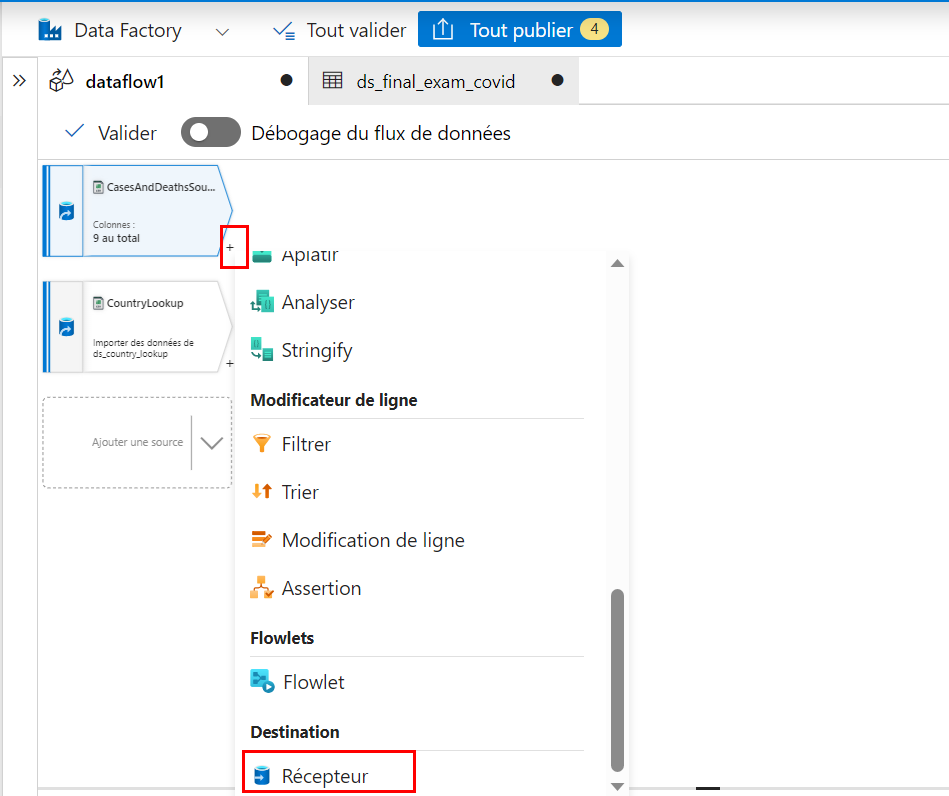 Data Factory
Tout valider
Tout publier 4
dataflow1
ds_final_exam_covid
Valider
Débogage du flux de données
CasesAndDeathsSou...
Colonnes :
9 au total
+
CountryLookup
Importer des données de
ds_country_lookup
+
Ajouter une source
Aplatir
Analyser
Stringify
Modificateur de ligne
Filtrer
Trier
Modification de ligne
Assertion
Flowlets
Flowlet
Destination
Récepteur